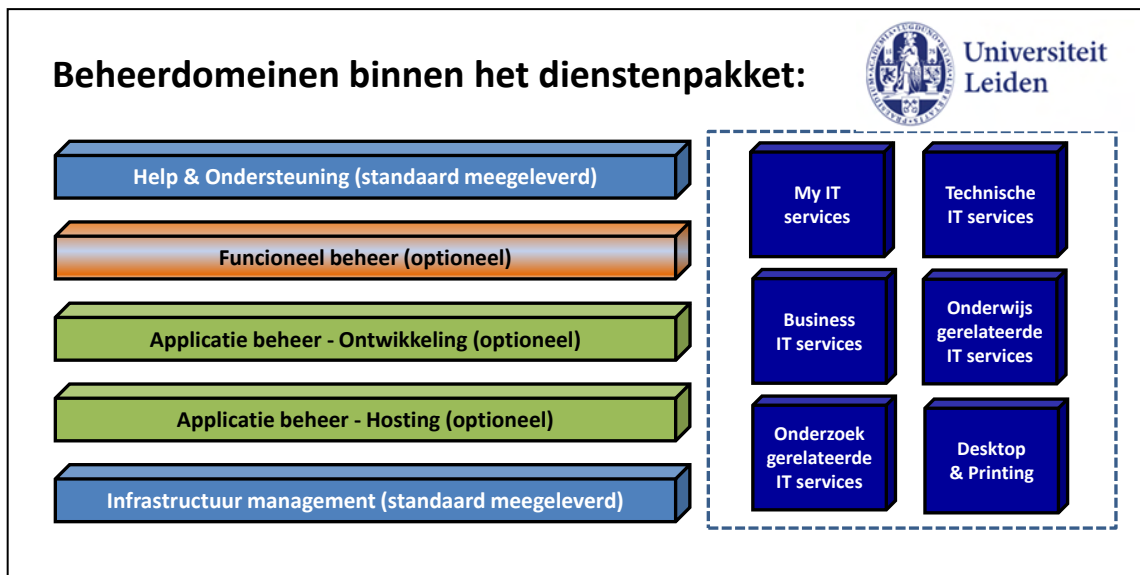 Beheerdomeinen binnen het dienstenpakket:
Universiteit
Leiden
Help & Ondersteuning (standaard meegeleverd)
Funcioneel beheer (optioneel)
Applicatie beheer - Ontwikkeling (optioneel)
Applicatie beheer - Hosting (optioneel)
Infrastructuur management (standaard meegeleverd)
My IT
services
Technische
IT services
Business
IT services
Onderwijs
gerelateerde
IT services
Onderzoek
gerelateerde
IT services
Desktop
& Printing